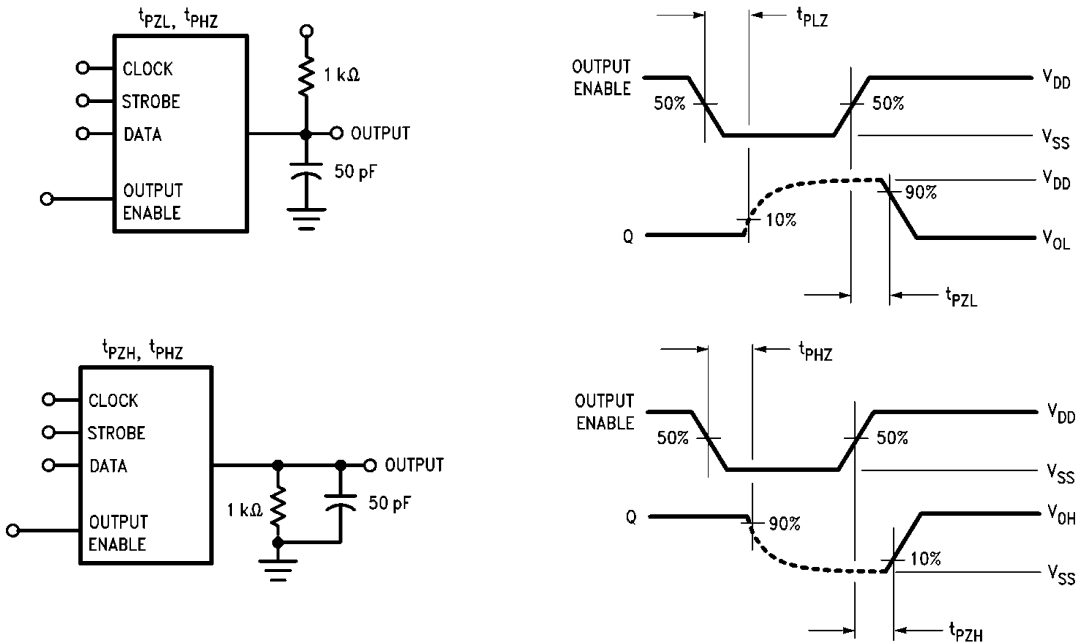 tPZL, tPHZ
CLOCK
STROBE
DATA
OUTPUT
ENABLE
1 kΩ
OUTPUT
50 pF
tPLZ
OUTPUT
ENABLE
50%
50%
VDD
VSS
VDD
90%
10%
Q
VOL
tPZL
tPZH, tPHZ
CLOCK
STROBE
DATA
OUTPUT
ENABLE
OUTPUT
1 kΩ
50 pF
tPHZ
OUTPUT
ENABLE
50%
50%
VDD
VSS
Q
90%
VOH
10%
VSS
tPZH